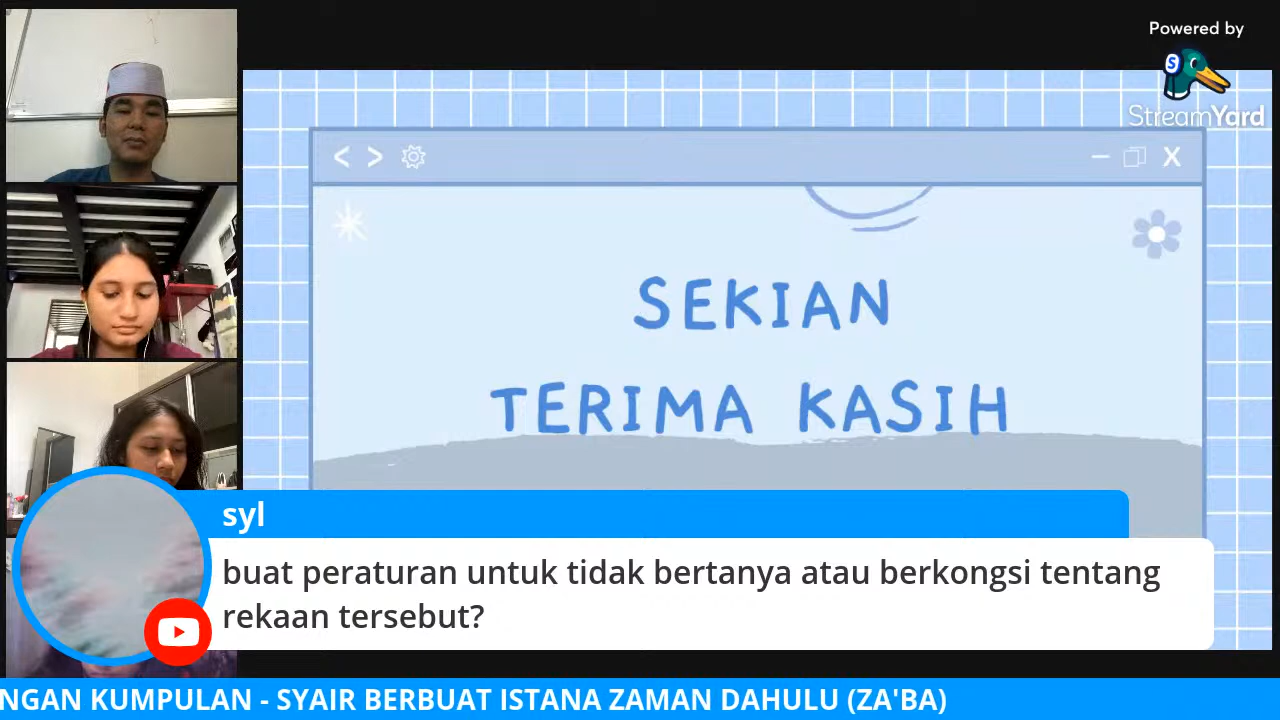 Powered by
StreamYard
SEKIAN
TERIMA KASIH
syl
buat peraturan untuk tidak bertanya atau berkongsi tentang
rekaan tersebut?
NGAN KUMPULAN - SYAIR BERBUAT ISTANA ZAMAN DAHULU (ZA'BA)